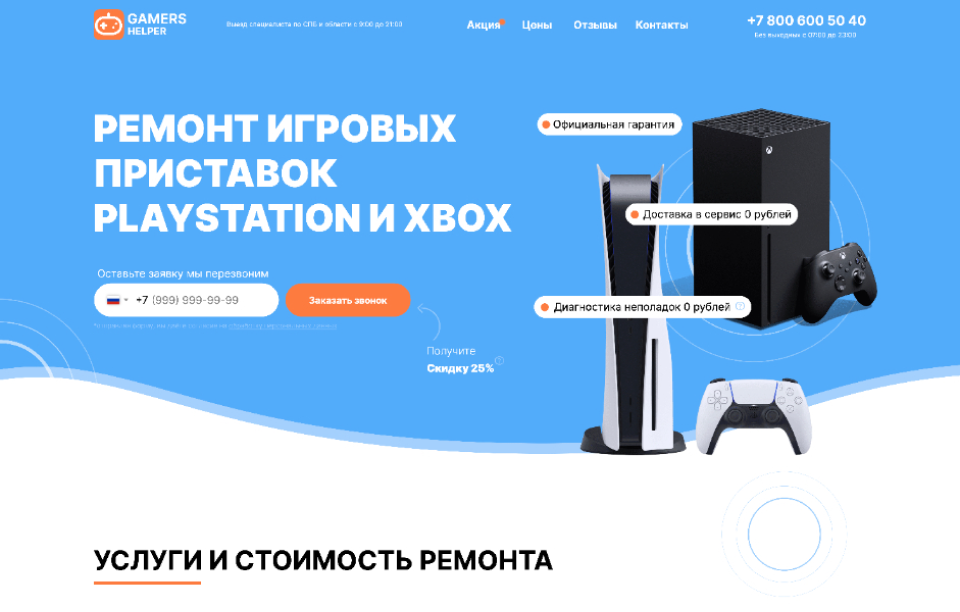 GAMERS
HELPER
Выезд специалиста по СПБ и области с 9:00 до 21:00
Акция
Цены
Отзывы
Контакты
+7 800 600 50 40
Без выходных с 07:00 до 23:00
РЕМОНТ ИГРОВЫХ
ПРИСТАВОК
PLAYSTATION И XBOX
Официальная гарантия
Доставка в сервис 0 рублей
Диагностика неполадок 0 рублей
Оставьте заявку мы перезвоним
+7 (999) 999-99-99
Заказать звонок
Получите
Скидку 25%
УСЛУГИ И СТОИМОСТЬ РЕМОНТА